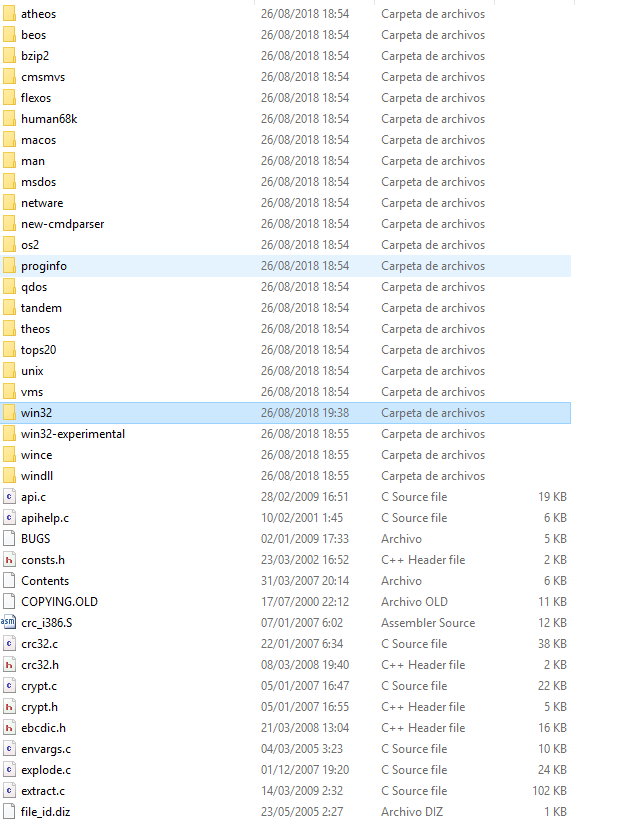 atheos 26/08/2018 18:54 Carpeta de archivos
beos 26/08/2018 18:54 Carpeta de archivos
bzip2 26/08/2018 18:54 Carpeta de archivos
cmsmvs 26/08/2018 18:54 Carpeta de archivos
flexos 26/08/2018 18:54 Carpeta de archivos
human68k 26/08/2018 18:54 Carpeta de archivos
macos 26/08/2018 18:54 Carpeta de archivos
man 26/08/2018 18:54 Carpeta de archivos
msdos 26/08/2018 18:54 Carpeta de archivos
netware 26/08/2018 18:54 Carpeta de archivos
new-cmdparser 26/08/2018 18:54 Carpeta de archivos
os2 26/08/2018 18:54 Carpeta de archivos
proginfo 26/08/2018 18:54 Carpeta de archivos
qdos 26/08/2018 18:54 Carpeta de archivos
tandem 26/08/2018 18:54 Carpeta de archivos
theos 26/08/2018 18:54 Carpeta de archivos
tops20 26/08/2018 18:54 Carpeta de archivos
unix 26/08/2018 18:54 Carpeta de archivos
vms 26/08/2018 18:54 Carpeta de archivos
win32 26/08/2018 19:38 Carpeta de archivos
win32-experimental 26/08/2018 18:55 Carpeta de archivos
wince 26/08/2018 18:55 Carpeta de archivos
windll 26/08/2018 18:55 Carpeta de archivos
c api.c 28/02/2009 16:51 C Source file 19 KB
c apihelp.c 10/02/2001 1:45 C Source file 6 KB
BUGS 02/01/2009 17:33 Archivo 5 KB
h consts.h 23/03/2002 16:52 C++ Header file 2 KB
Contents 31/03/2007 20:14 Archivo 6 KB
COPYING.OLD 17/07/2000 22:12 Archivo OLD 11 KB
asm crc_i386.S 07/01/2007 6:02 Assembler Source 12 KB
c crc32.c 22/01/2007 6:34 C Source file 38 KB
h crc32.h 08/03/2008 19:40 C++ Header file 2 KB
c crypt.c 05/01/2007 16:47 C Source file 22 KB
h crypt.h 05/01/2007 16:55 C++ Header file 5 KB
h ebcdic.h 21/03/2008 13:04 C++ Header file 16 KB
c envargs.c 04/03/2005 3:23 C Source file 10 KB
c explode.c 01/12/2007 19:20 C Source file 24 KB
c extract.c 14/03/2009 2:32 C Source file 102 KB
file_id.diz 23/05/2005 2:27 Archivo DIZ 1 KB